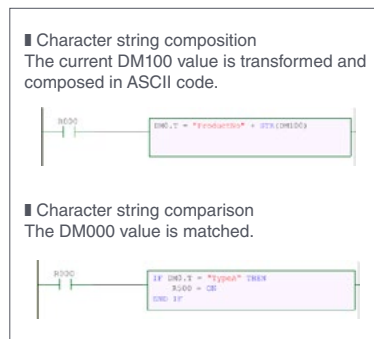 Character string composition
The current DM100 value is transformed and
composed in ASCII code.
R000
DM0.T = "ProductNo" + STR(DM100)
Character string comparison
The DM000 value is matched.
R000
IF DM0.T = "TypeA" THEN
R500 = ON
END IF